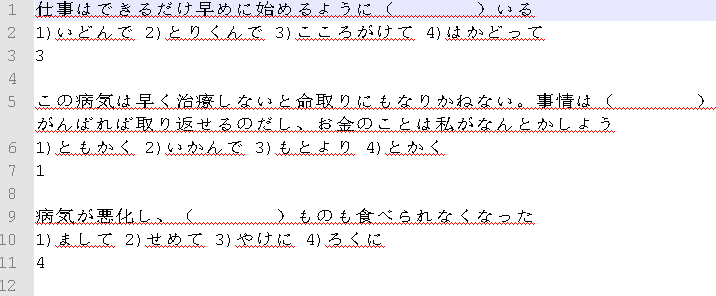 1 仕事はできるだけ早めに始めるように（　　　　）いる
2 1)いどんで 2)とりくんで 3)こころがけて 4)はかどって
3 3
4
5 この病気は早く治療しないと命取りにもなりかねない。事情は（　　　　）
がんばれば取り返せるのだし、お金のことは私がなんとかしよう
6 1)ともかく 2)いかんで 3)もとより 4)とかく
7 1
8
9 病気が悪化し、（　　　　）ものも食べられなくなった
10 1)まして 2)せめて 3)やけに 4)ろくに
11 4
12